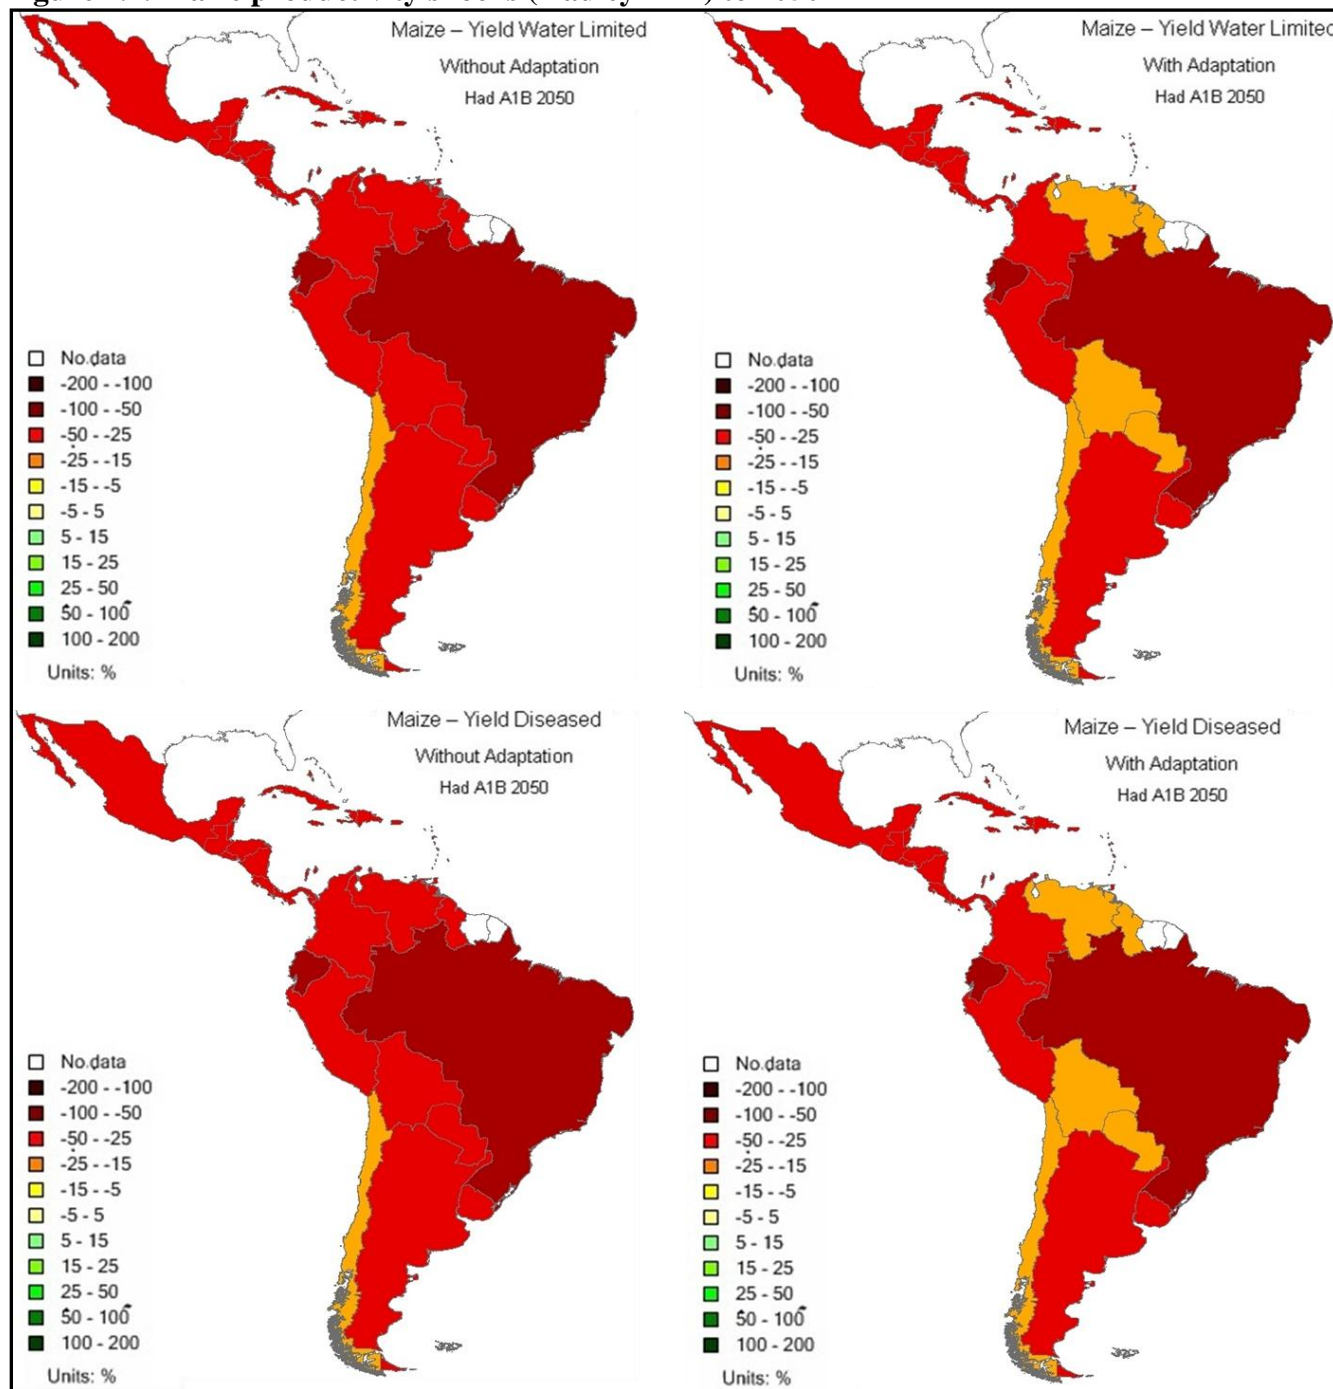 Maize – Yield Water Limited
Without Adaptation
Had A1B 2050
No.data
-200 - -100
-100 - -50
-50 - -25
-25 - -15
-15 - -5
-5 - 5
5 - 15
15 - 25
25 - 50
50 - 100
100 - 200
Units: %
Maize – Yield Water Limited
With Adaptation
Had A1B 2050
No.data
-200 - -100
-100 - -50
-50 - -25
-25 - -15
-15 - -5
-5 - 5
5 - 15
15 - 25
25 - 50
50 - 100
100 - 200
Units: %
Maize – Yield Diseased
Without Adaptation
Had A1B 2050
No.data
-200 - -100
-100 - -50
-50 - -25
-25 - -15
-15 - -5
-5 - 5
5 - 15
15 - 25
25 - 50
50 - 100
100 - 200
Units: %
Maize – Yield Diseased
With Adaptation
Had A1B 2050
No.data
-200 - -100
-100 - -50
-50 - -25
-25 - -15
-15 - -5
-5 - 5
5 - 15
15 - 25
25 - 50
50 - 100
100 - 200
Units: %